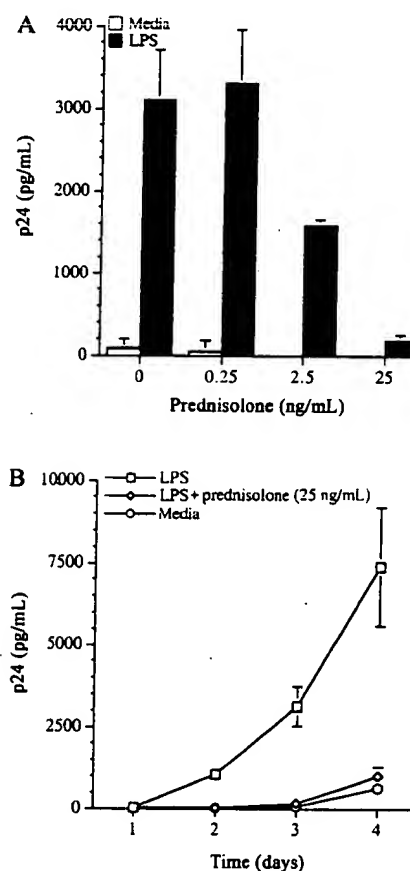 A
Media
LPS
4000
3000
2000
1000
0
p24 (pg/mL)
0 0.25 2.5 25
Prednisolone (ng/mL)
B
LPS
LPS + prednisolone (25 ng/mL)
Media
10000
7500
5000
2500
0
p24 (pg/mL)
1 2 3 4
Time (days)